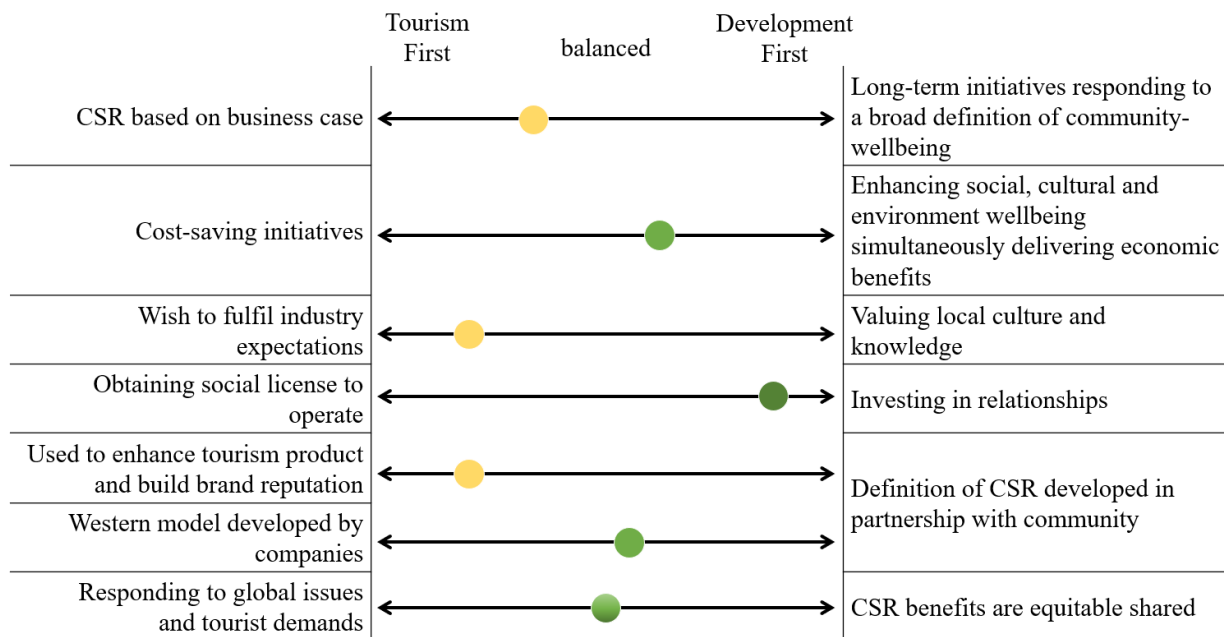 Tourism
First
balanced
Development
First
CSR based on business case
Long-term initiatives responding to
a broad definition of community-
wellbeing
Cost-saving initiatives
Enhancing social, cultural and
environment wellbeing
simultaneously delivering economic
benefits
Wish to fulfil industry
expectations
Valuing local culture and
knowledge
Obtaining social license to
operate
Investing in relationships
Used to enhance tourism product
and build brand reputation
Definition of CSR developed in
partnership with community
Western model developed by
companies
Responding to global issues
and tourist demands
CSR benefits are equitable shared